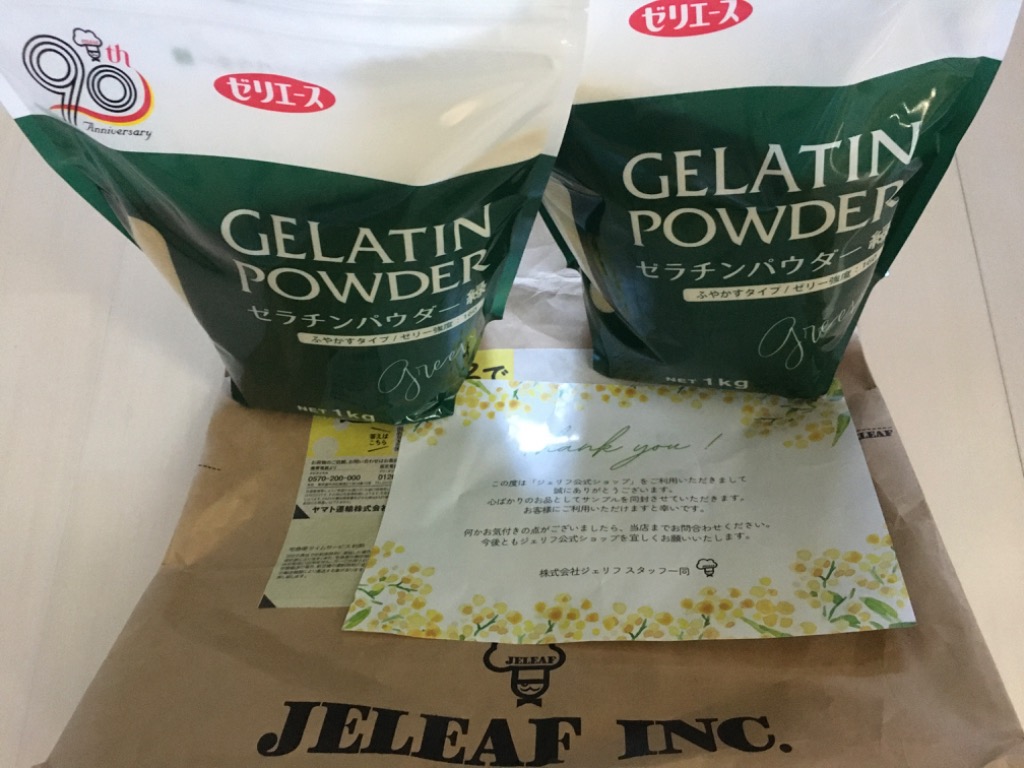 90th
Anniversary
ゼリエース
GELATIN
POWDER
ゼラチンパウダー 緑
ふやかすタイプ / ゼリー強度：
green
NET 1kg
ゼリエース
GELATIN
POWDER
ゼラチンパウダー 緑
ふやかすタイプ / ゼリー強度：
green
NET 1kg
で
答えは
こちら
0570-200-000
ヤマト運輸株式会
LEAF
thank you !
この度は「ジェリフ公式ショップ」をご利用いただきまして
誠にありがとうございます。
心ばかりのお品としてサンプルを同封させていただきます。
お客様にご利用いただけますと幸いです。
何かお気付きの点がございましたら、当店までお問合わせください。
今後ともジェリフ公式ショップを宜しくお願いいたします。
株式会社ジェリフ スタッフ一同
JELEAF
JELEAF INC.